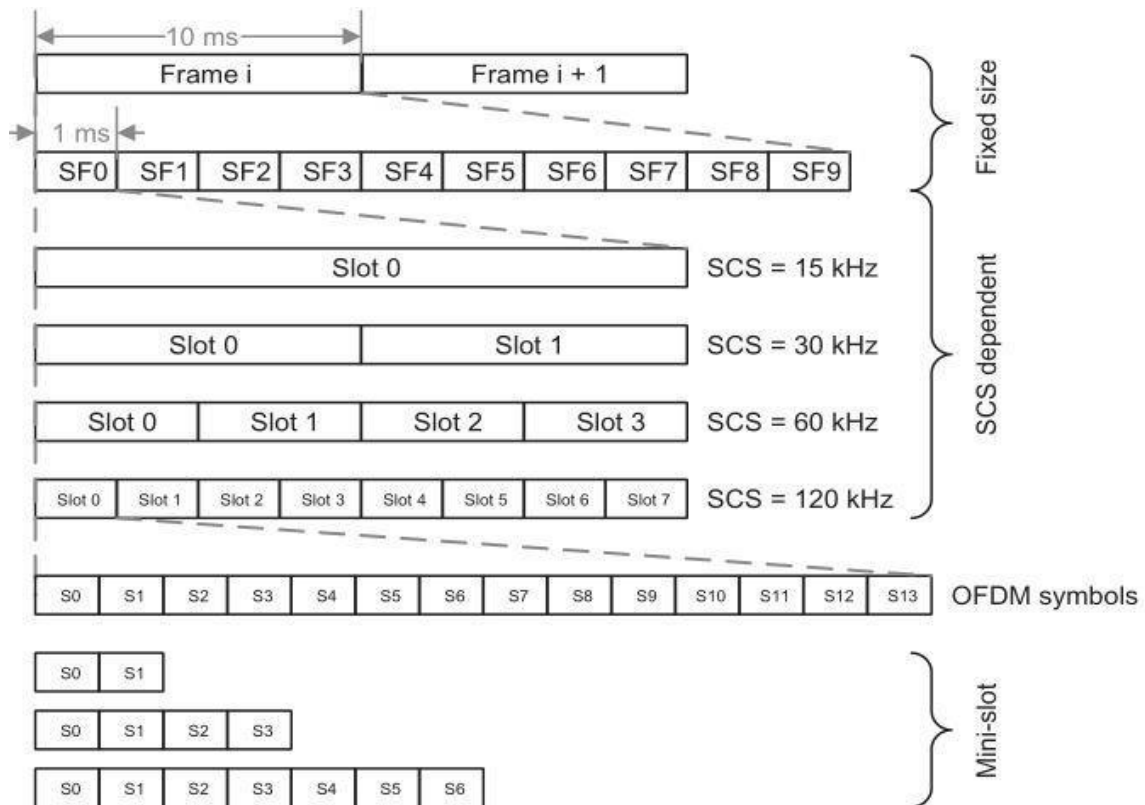 10 ms
Frame i Frame i + 1
1 ms
SF0 SF1 SF2 SF3 SF4 SF5 SF6 SF7 SF8 SF9
Fixed size
Slot 0 SCS = 15 kHz
Slot 0 Slot 1 SCS = 30 kHz
Slot 0 Slot 1 Slot 2 Slot 3 SCS = 60 kHz
Slot 0 Slot 1 Slot 2 Slot 3 Slot 4 Slot 5 Slot 6 Slot 7 SCS = 120 kHz
SCS dependent
S0 S1 S2 S3 S4 S5 S6 S7 S8 S9 S10 S11 S12 S13 OFDM symbols
S0 S1
S0 S1 S2 S3
S0 S1 S2 S3 S4 S5 S6
Mini-slot